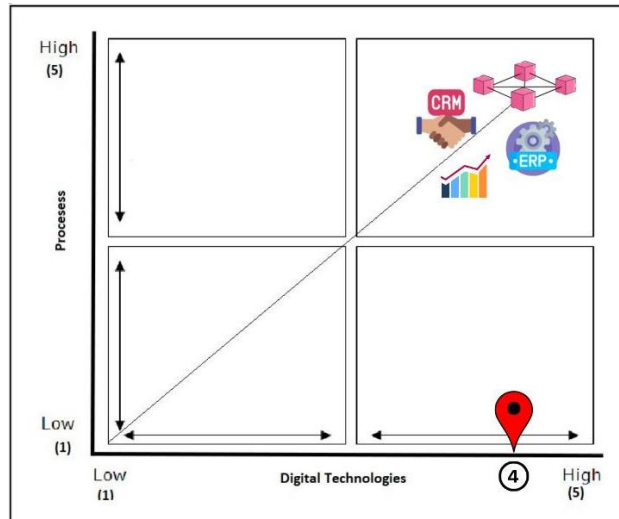 High
(5)
CRM
ERP
Procesess
Low
(1)
Low
(1)
Digital Technologies
4
High
(5)